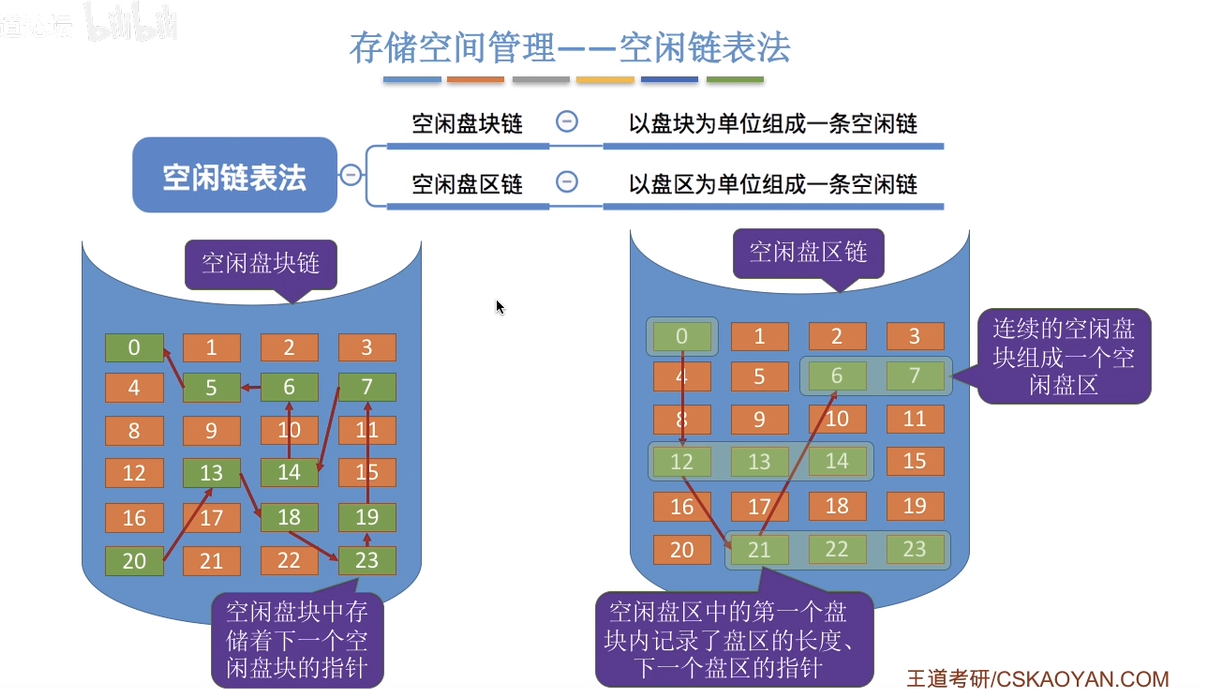 道论坛 bilibili
存储空间管理——空闲链表法
空闲链表法
空闲盘块链
以盘块为单位组成一条空闲链
空闲盘区链
以盘区为单位组成一条空闲链
空闲盘块链
0 1 2 3
4 5 6 7
8 9 10 11
12 13 14 15
16 17 18 19
20 21 22 23
空闲盘块中存
储着下一个空
闲盘块的指针
空闲盘区链
0 1 2 3
4 5 6 7
8 9 10 11
12 13 14 15
16 17 18 19
20 21 22 23
连续的空闲盘
块组成一个空
闲盘区
空闲盘区中的第一个盘
块内记录了盘区的长度、
下一个盘区的指针
王道考研/CSKAOYAN.COM